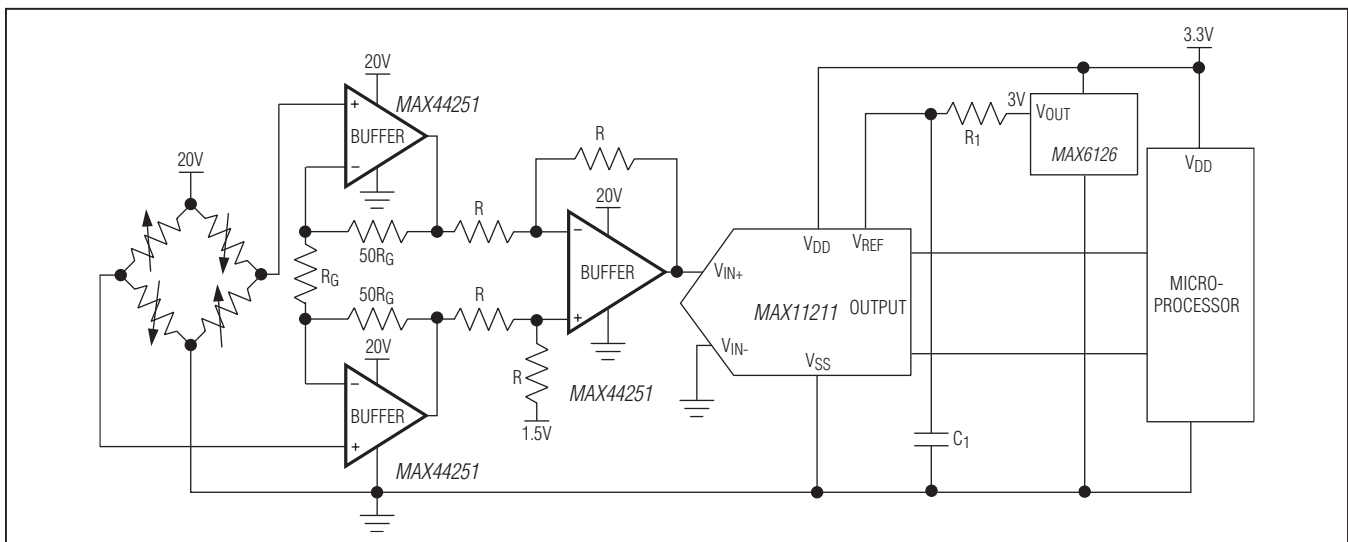 3.3V
20V
MAX44251
+
BUFFER
−
3V
VOUT
R1
MAX6126
R
20V
VDD
20V
R
50RG
−
BUFFER
+
VDD
VREF
VIN+
RG
50RG
R
OUTPUT
MAX11211
MICRO-
PROCESSOR
20V
VIN-
VSS
−
BUFFER
+
R
MAX44251
1.5V
C1
MAX44251